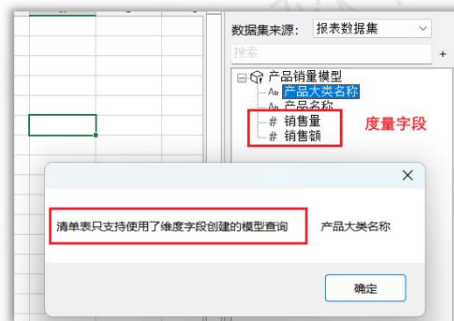 数据集来源： 报表数据集
搜索 +
产品销量模型
Aa 产品大类名称
Aa 产品名称
# 销售量
# 销售额
度量字段
清单表只支持使用了维度字段创建的模型查询 产品大类名称
确定